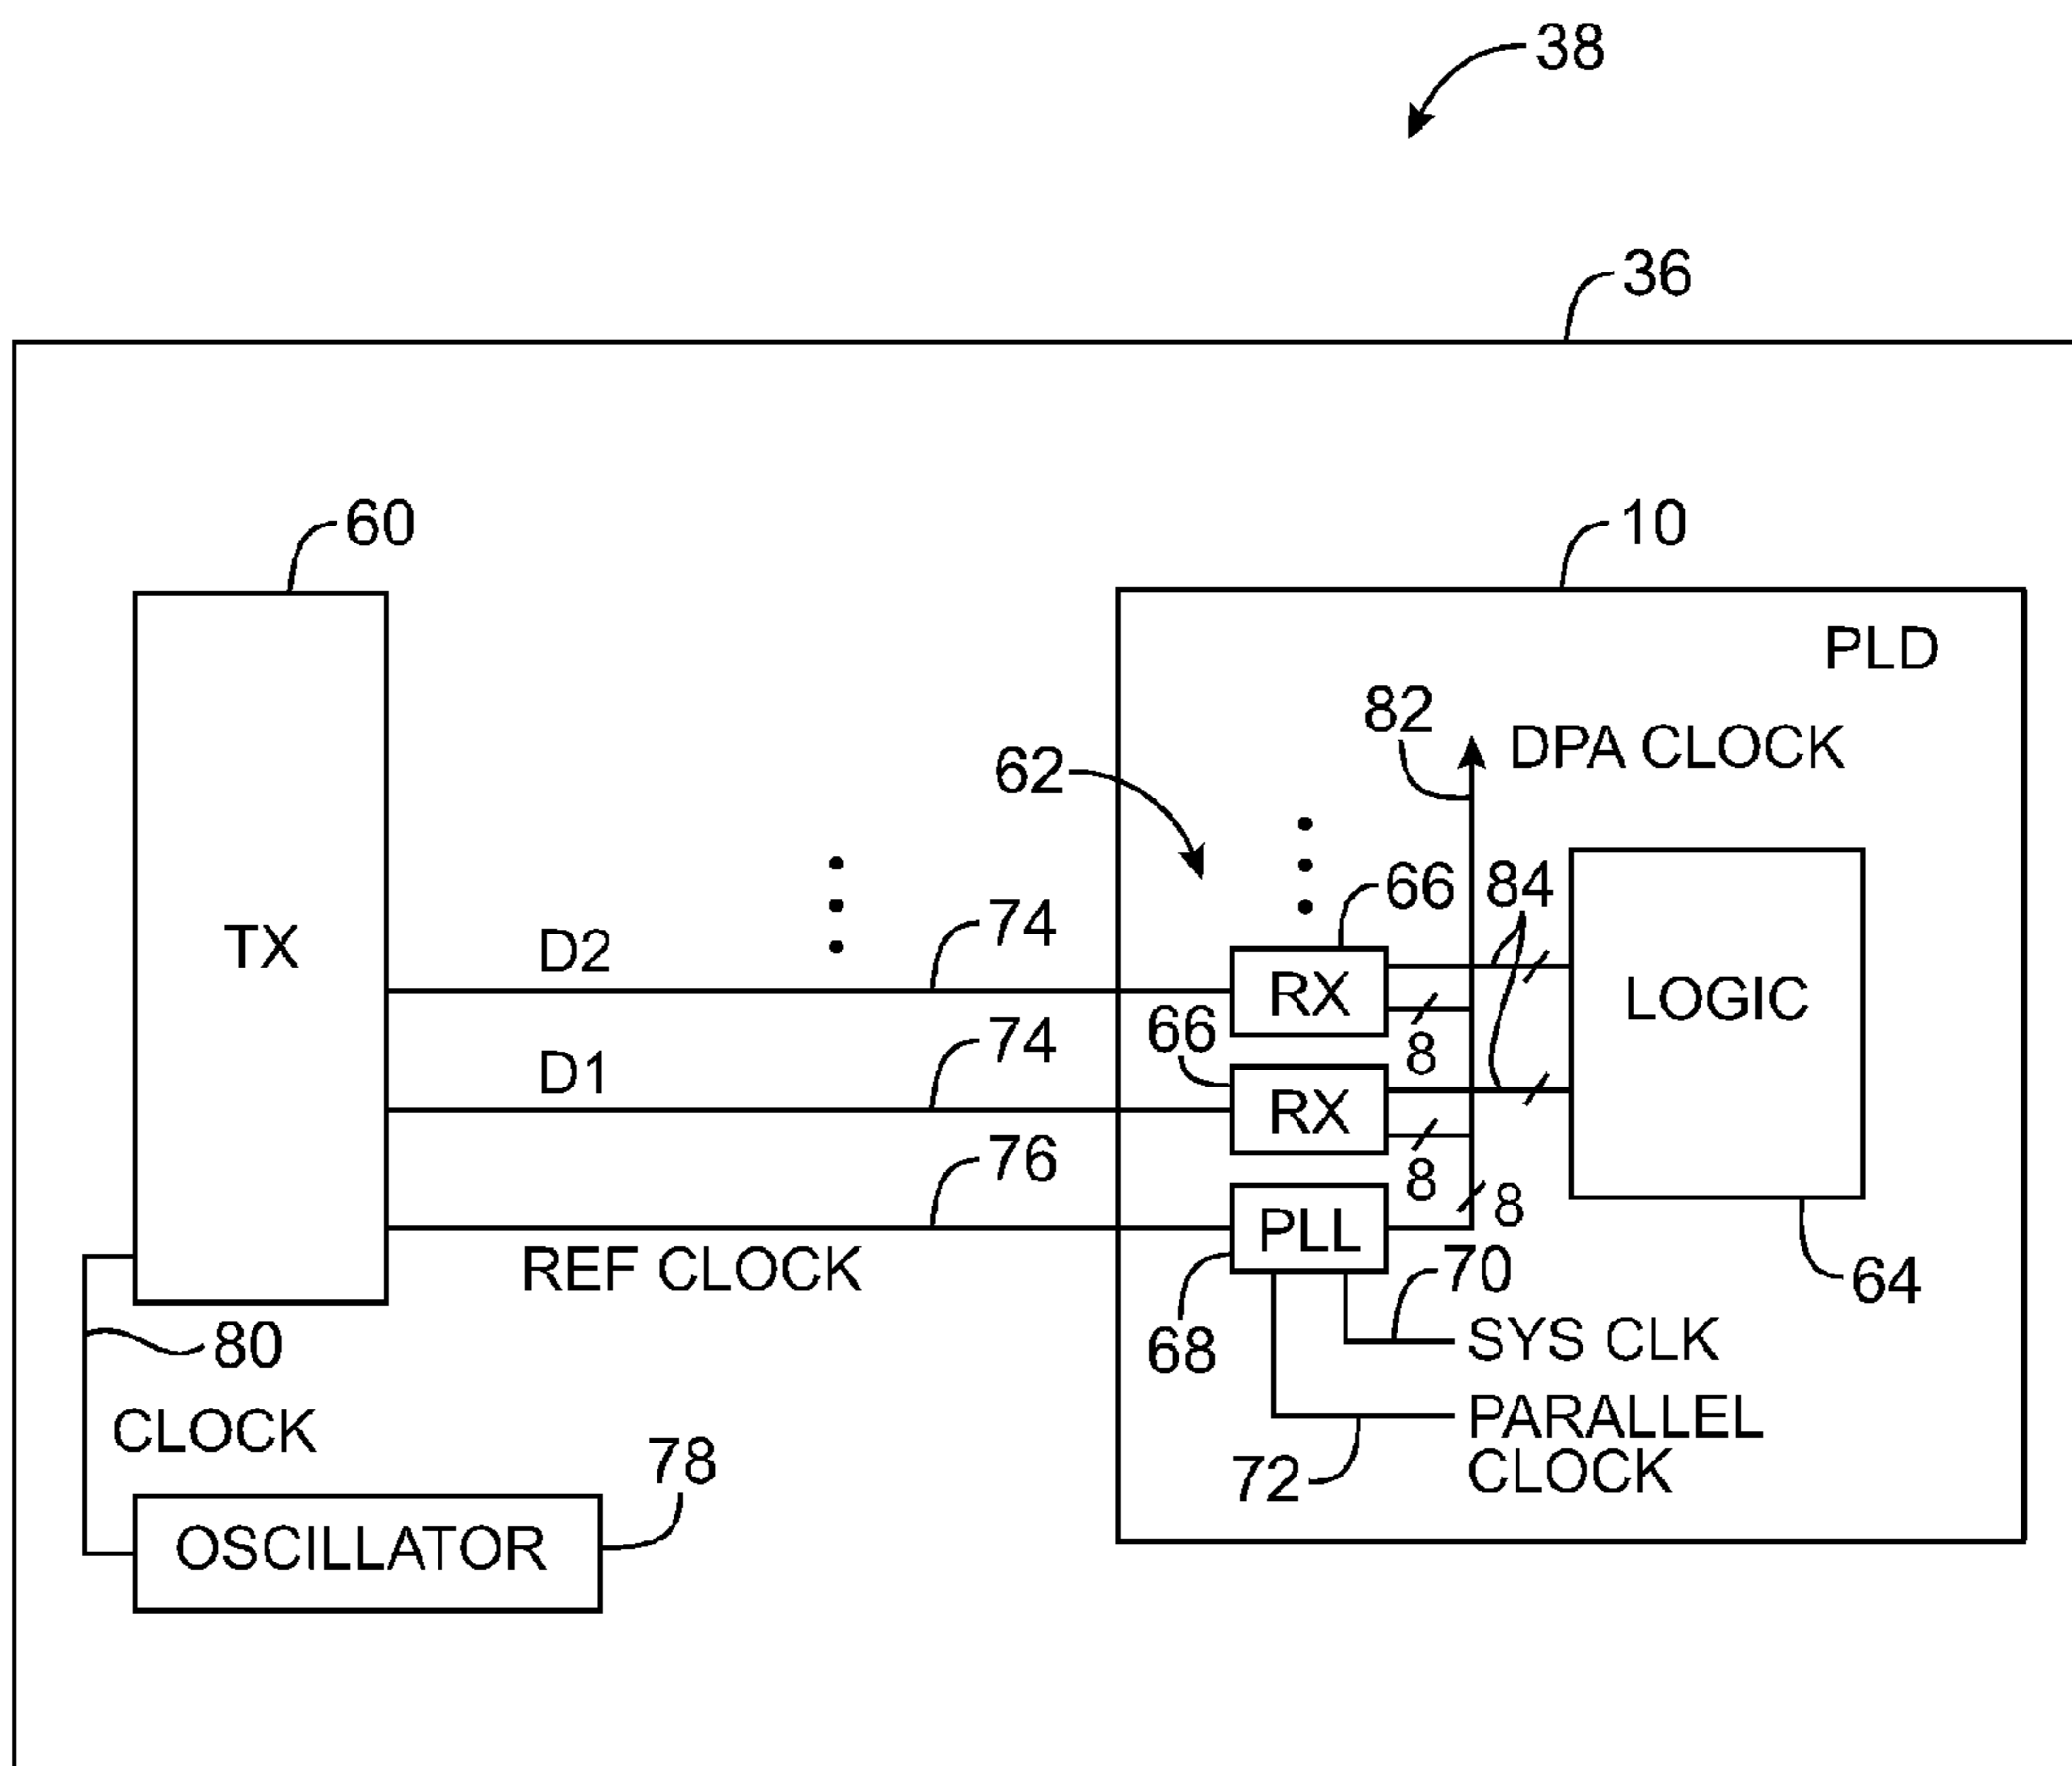 38
36
60
10
PLD
82
DPA CLOCK
62
66
84
TX
D2
74
RX
LOGIC
8
66
D1
74
RX
8
76
8
PLL
REF CLOCK
70
64
68
SYS CLK
80
PARALLEL
CLOCK
72
CLOCK
78
OSCILLATOR